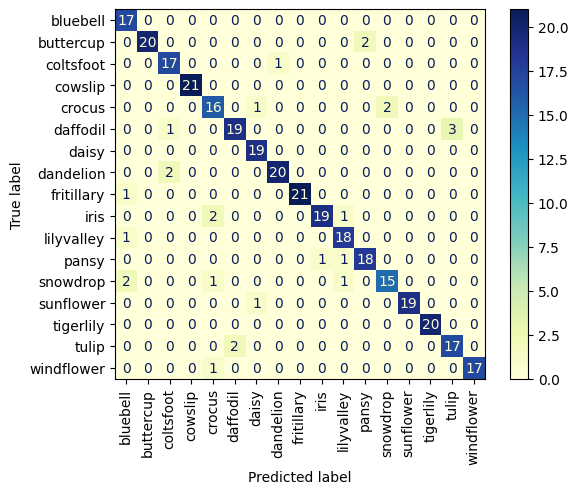 True label
bluebell 17 0 0 0 0 0 0 0 0 0 0 0 0 0 0 0 0
buttercup 0 20 0 0 0 0 0 0 0 0 0 2 0 0 0 0 0
coltsfoot 0 0 17 0 0 0 0 1 0 0 0 0 0 0 0 0 0
cowslip 0 0 0 21 0 0 0 0 0 0 0 0 0 0 0 0 0
crocus 0 0 0 0 16 0 1 0 0 0 0 0 2 0 0 0 0
daffodil 0 0 1 0 0 19 0 0 0 0 0 0 0 0 0 3 0
daisy 0 0 0 0 0 0 19 0 0 0 0 0 0 0 0 0 0
dandelion 0 0 2 0 0 0 0 20 0 0 0 0 0 0 0 0 0
fritillary 1 0 0 0 0 0 0 0 21 0 0 0 0 0 0 0 0
iris 0 0 0 0 2 0 0 0 0 19 1 0 0 0 0 0 0
lilyvalley 1 0 0 0 0 0 0 0 0 0 18 0 0 0 0 0 0
pansy 0 0 0 0 0 0 0 0 0 1 1 18 0 0 0 0 0
snowdrop 2 0 0 0 1 0 0 0 0 0 1 0 15 0 0 0 0
sunflower 0 0 0 0 0 0 1 0 0 0 0 0 0 19 0 0 0
tigerlily 0 0 0 0 0 0 0 0 0 0 0 0 0 0 20 0 0
tulip 0 0 0 0 0 2 0 0 0 0 0 0 0 0 0 17 0
windflower 0 0 0 0 1 0 0 0 0 0 0 0 0 0 0 0 17
bluebell buttercup coltsfoot cowslip crocus daffodil daisy dandelion fritillary iris lilyvalley pansy snowdrop sunflower tigerlily tulip windflower
Predicted label
20.0
17.5
15.0
12.5
10.0
7.5
5.0
2.5
0.0